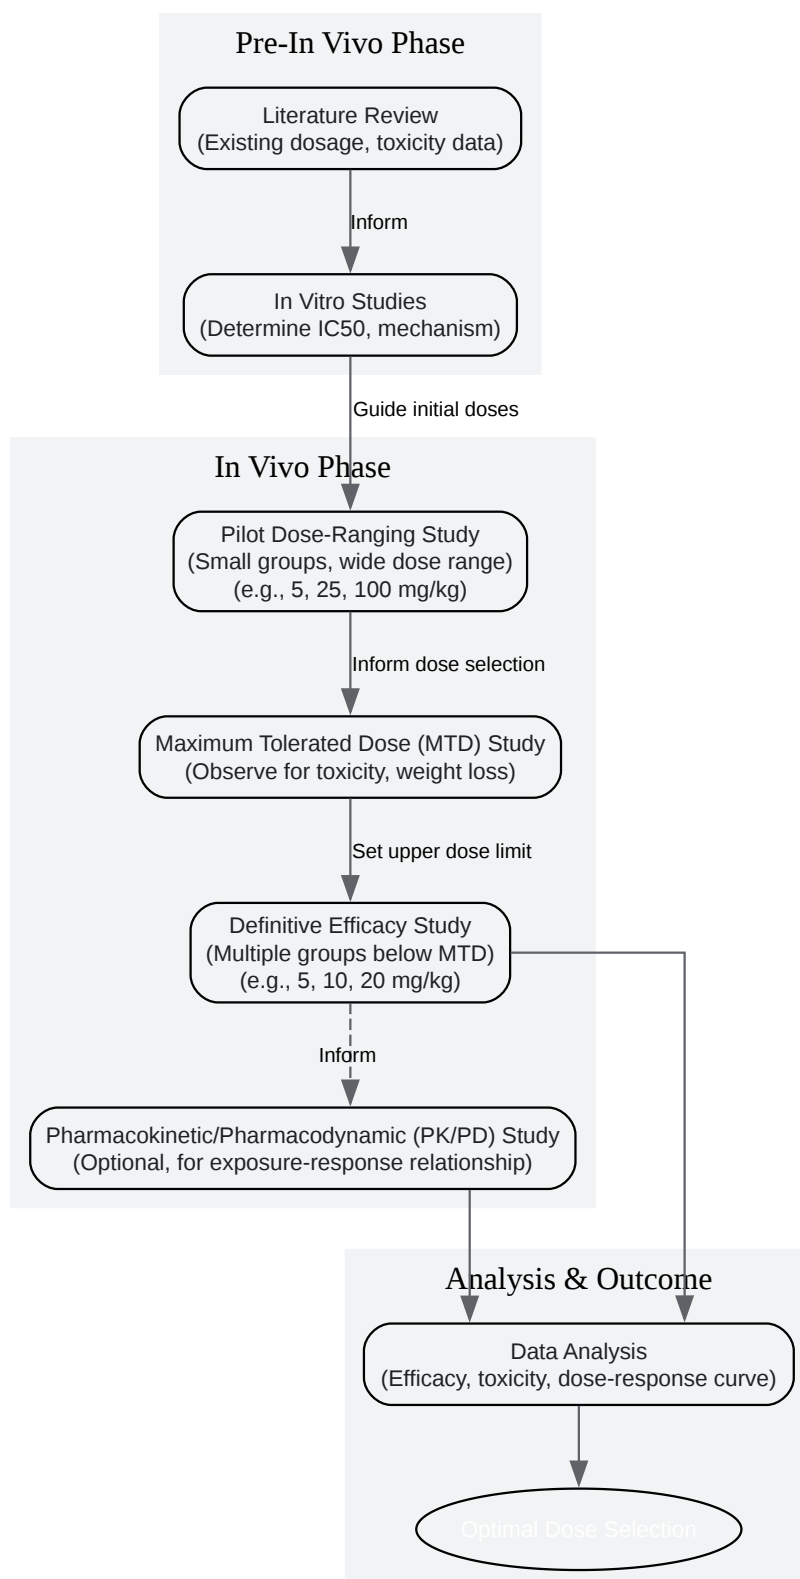 Pre-In Vivo Phase
Literature Review
(Existing dosage, toxicity data)
Inform
In Vitro Studies
(Determine IC50, mechanism)
Guide initial doses
In Vivo Phase
Pilot Dose-Ranging Study
(Small groups, wide dose range)
(e.g., 5, 25, 100 mg/kg)
Inform dose selection
Maximum Tolerated Dose (MTD) Study
(Observe for toxicity, weight loss)
Set upper dose limit
Definitive Efficacy Study
(Multiple groups below MTD)
(e.g., 5, 10, 20 mg/kg)
Inform
Pharmacokinetic/Pharmacodynamic (PK/PD) Study
(Optional, for exposure-response relationship)
Analysis & Outcome
Data Analysis
(Efficacy, toxicity, dose-response curve)
Optimal Dose Selection